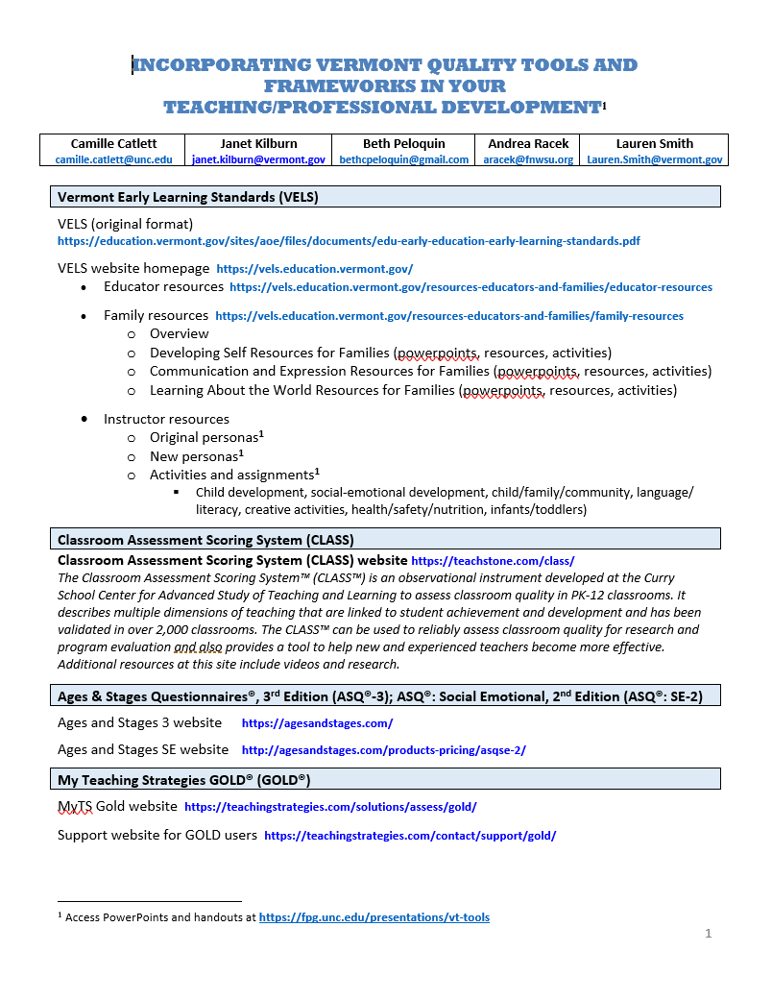 INCORPORATING VERMONT QUALITY TOOLS AND
FRAMEWORKS IN YOUR
TEACHING/PROFESSIONAL DEVELOPMENT¹
Camille Catlett Janet Kilburn Beth Peloquin Andrea Racek Lauren Smith
camille.catlett@unc.edu janet.kilburn@vermont.gov bethcpeloquin@gmail.com aracek@fnwsu.org Lauren.Smith@vermont.gov
Vermont Early Learning Standards (VELS)
VELS (original format)
https://education.vermont.gov/sites/aoe/files/documents/edu-early-education-early-learning-standards.pdf
VELS website homepage https://vels.education.vermont.gov/
• Educator resources https://vels.education.vermont.gov/resources-educators-and-families/educator-resources
• Family resources https://vels.education.vermont.gov/resources-educators-and-families/family-resources
o Overview
o Developing Self Resources for Families (powerpoints, resources, activities)
o Communication and Expression Resources for Families (powerpoints, resources, activities)
o Learning About the World Resources for Families (powerpoints, resources, activities)
• Instructor resources
o Original personas¹
o New personas¹
o Activities and assignments¹
▪ Child development, social-emotional development, child/family/community, language/
literacy, creative activities, health/safety/nutrition, infants/toddlers)
Classroom Assessment Scoring System (CLASS)
Classroom Assessment Scoring System (CLASS) website https://teachstone.com/class/
The Classroom Assessment Scoring System™ (CLASS™) is an observational instrument developed at the Curry
School Center for Advanced Study of Teaching and Learning to assess classroom quality in PK-12 classrooms. It
describes multiple dimensions of teaching that are linked to student achievement and development and has been
validated in over 2,000 classrooms. The CLASS™ can be used to reliably assess classroom quality for research and
program evaluation and also provides a tool to help new and experienced teachers become more effective.
Additional resources at this site include videos and research.
Ages & Stages Questionnaires®, 3rd Edition (ASQ®-3); ASQ®: Social Emotional, 2nd Edition (ASQ®: SE-2)
Ages and Stages 3 website https://agesandstages.com/
Ages and Stages SE website http://agesandstages.com/products-pricing/asqse-2/
My Teaching Strategies GOLD® (GOLD®)
MyTS Gold website https://teachingstrategies.com/solutions/assess/gold/
Support website for GOLD users https://teachingstrategies.com/contact/support/gold/
¹ Access PowerPoints and handouts at https://fpg.unc.edu/presentations/vt-tools
1